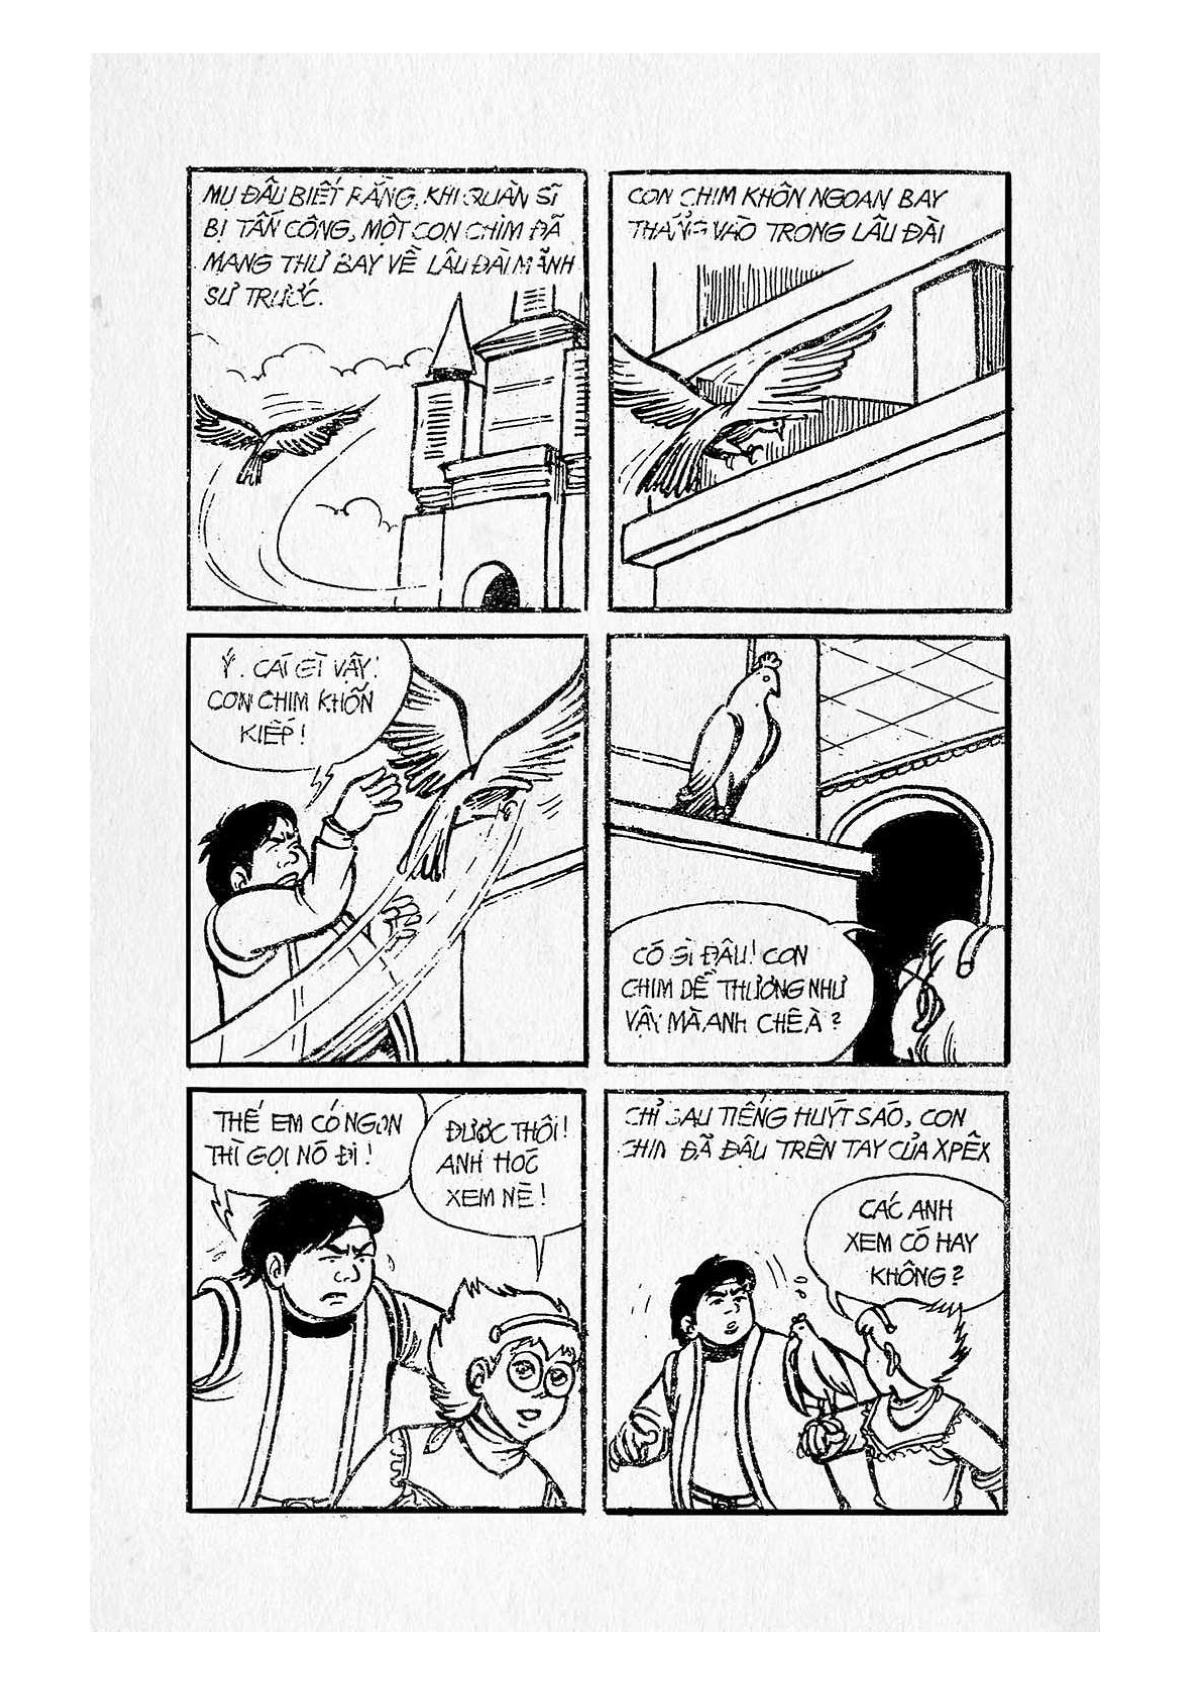 MỤ ĐÂU BIẾT RẰNG, KHI QUÂN SĨ
BỊ TẤN CÔNG, MỘT CON CHIM ĐÃ
MANG THƯ BAY VỀ LÂU ĐÀI MÃNH
SƯ TRƯỚC.
CON CHIM KHÔN NGOAN BAY
THẲNG VÀO TRONG LÂU ĐÀI
Ý. CÁI GÌ VẬY!
CON CHIM KHỐN
KIẾP!
CÓ GÌ ĐÂU! CON
CHIM DỄ THƯƠNG NHƯ
VẬY MÀ ANH CHÊ À?
THẾ EM CÓ NGON
THÌ GỌI NÓ ĐI!
ĐƯỢC THÔI!
ANH HOÉ
XEM NÈ!
CHỈ SAU TIẾNG HUÝT SÁO, CON
CHIM ĐÃ ĐẬU TRÊN TAY CỦA XPẾX
CÁC ANH
XEM CÓ HAY
KHÔNG?